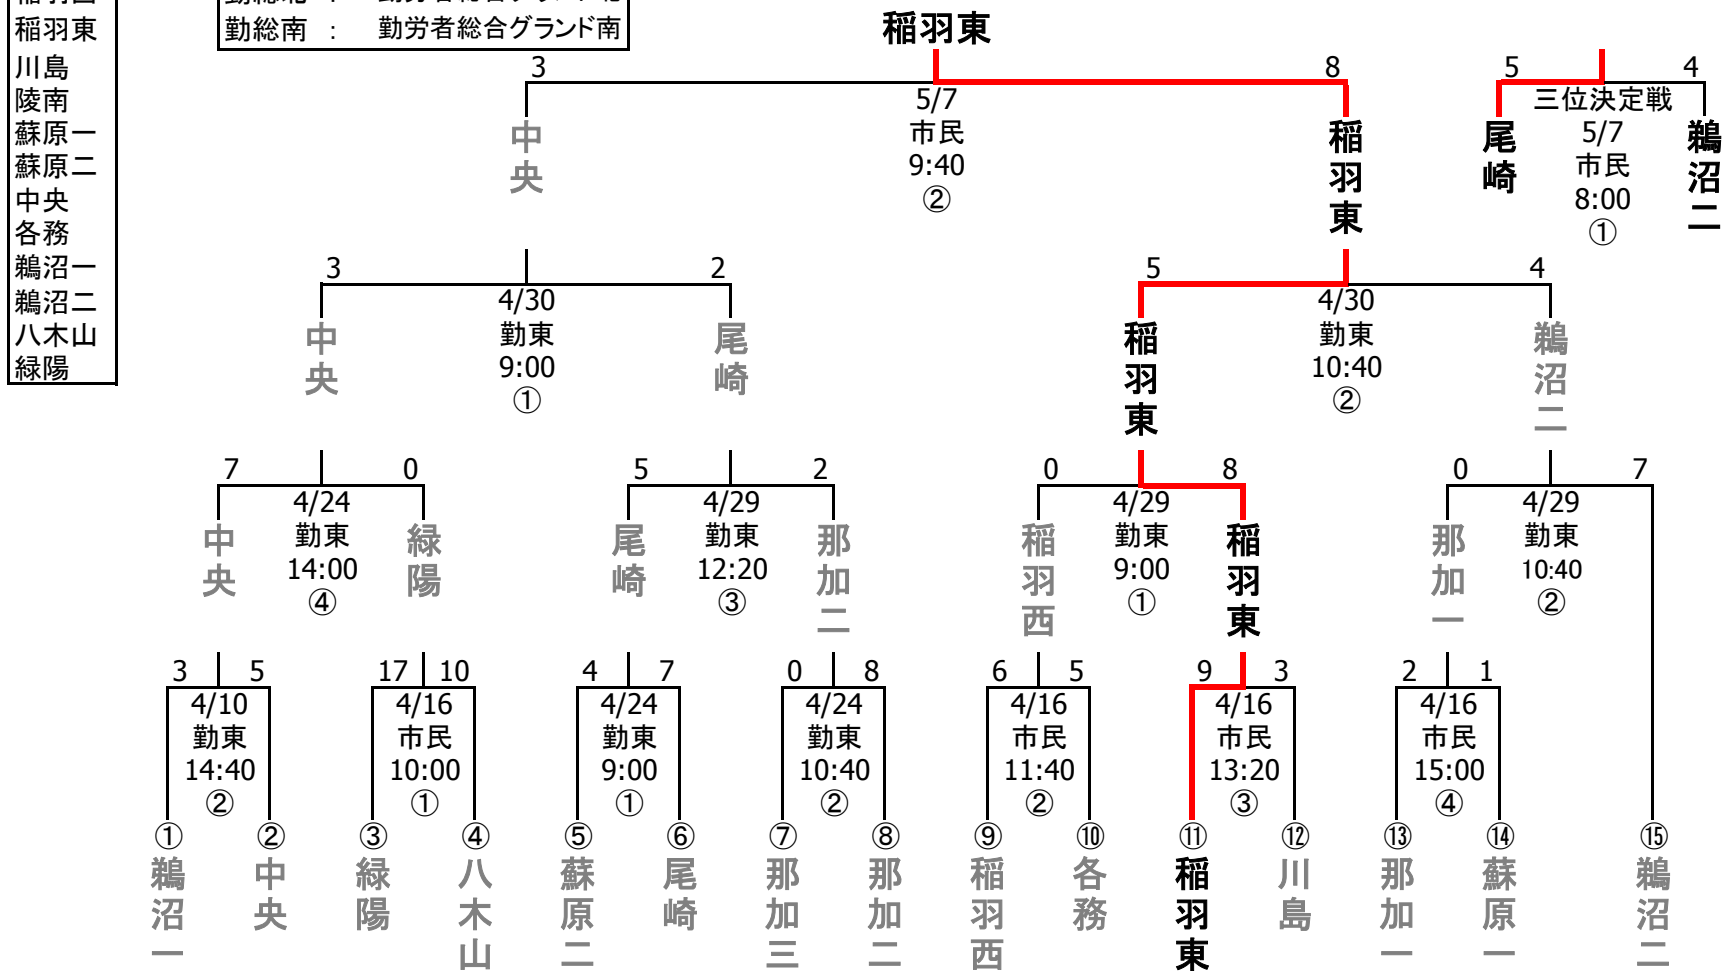 稲羽東
川島
陵南
蘇原一
蘇原二
中央
各務
鵜沼一
鵜沼二
八木山
緑陽
勤総南 : 勤労者総合グランド南
稲羽東
3 8 5 4
5/7 三位決定戦
市民 5/7
9:40 市民
② 8:00
①
中央 稲羽東 尾崎 鵜沼二
3 2 5 4
4/30 4/30
勤東 勤東
9:00 10:40
① ②
中央 尾崎 稲羽東 鵜沼二
7 0 5 2 0 8 0 7
4/24 4/29 4/29 4/29
勤東 勤東 勤東 勤東
14:00 12:20 9:00 10:40
④ ③ ① ②
中央 緑陽 尾崎 那加二 稲羽西 稲羽東 那加一
3 5 17 10 4 7 0 8 6 5 9 3 2 1
4/10 4/16 4/24 4/24 4/16 4/16 4/16
勤東 市民 勤東 勤東 市民 市民 市民
14:40 10:00 9:00 10:40 11:40 13:20 15:00
② ① ① ② ② ③ ④
① ② ③ ④ ⑤ ⑥ ⑦ ⑧ ⑨ ⑩ ⑪ ⑫ ⑬ ⑭ ⑮
鵜沼一 中央 緑陽 八木山 蘇原二 尾崎 那加三 那加二 稲羽西 各務 稲羽東 川島 那加一 蘇原一 鵜沼二